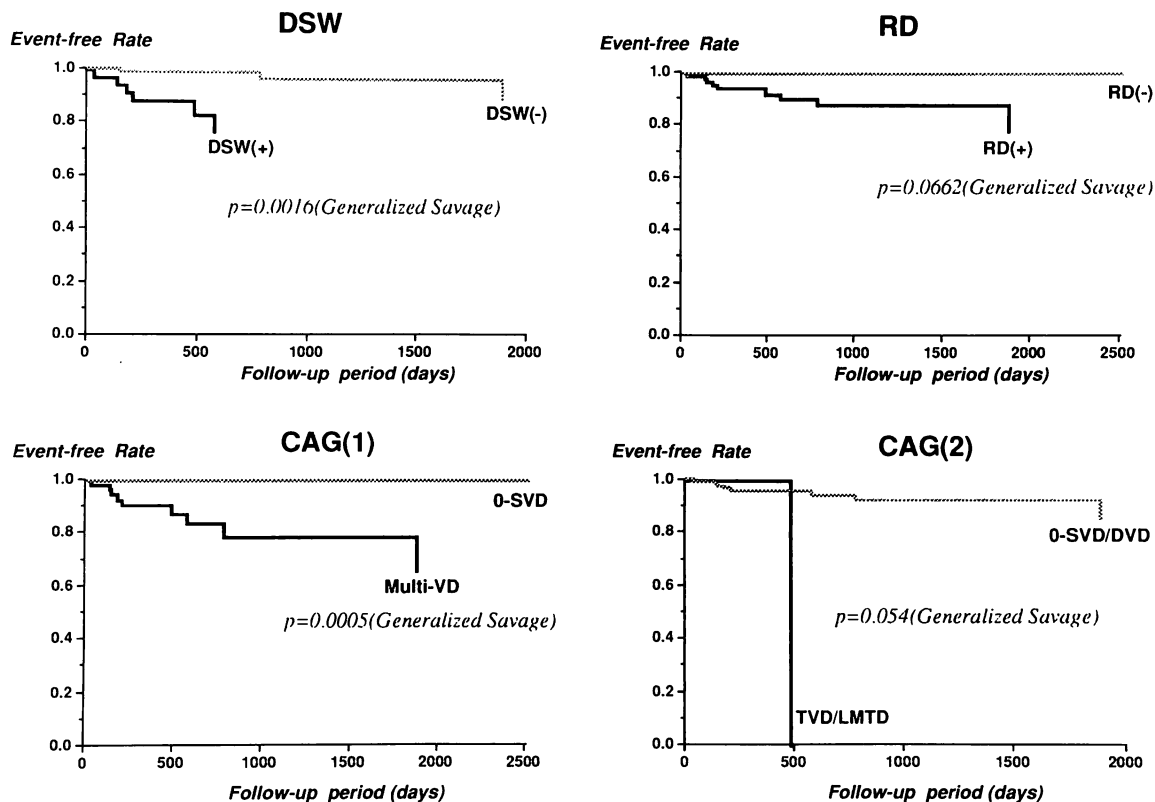 DSW
Event-free Rate
1.0
0.8
0.6
0.4
0.2
0.0
DSW(-)
DSW(+)
p=0.0016(Generalized Savage)
0 500 1000 1500 2000
Follow-up period (days)
RD
Event-free Rate
1.0
0.8
0.6
0.4
0.2
0.0
RD(-)
RD(+)
p=0.0662(Generalized Savage)
0 500 1000 1500 2000 2500
Follow-up period (days)
CAG(1)
Event-free Rate
1.0
0.8
0.6
0.4
0.2
0.0
0-SVD
Multi-VD
p=0.0005(Generalized Savage)
0 500 1000 1500 2000 2500
Follow-up period (days)
CAG(2)
Event-free Rate
1.0
0.8
0.6
0.4
0.2
0.0
0-SVD/DVD
p=0.054(Generalized Savage)
TVD/LMTD
0 500 1000 1500 2000
Follow-up period (days)